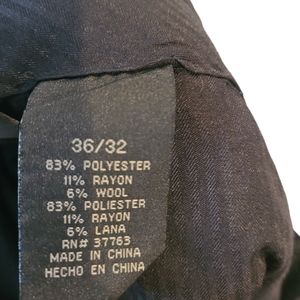 36/32
83% POLYESTER
11% RAYON
6% WOOL
83% POLIESTER
11% RAYON
6% LANA
RN# 37763
MADE IN CHINA
HECHO EN CHINA